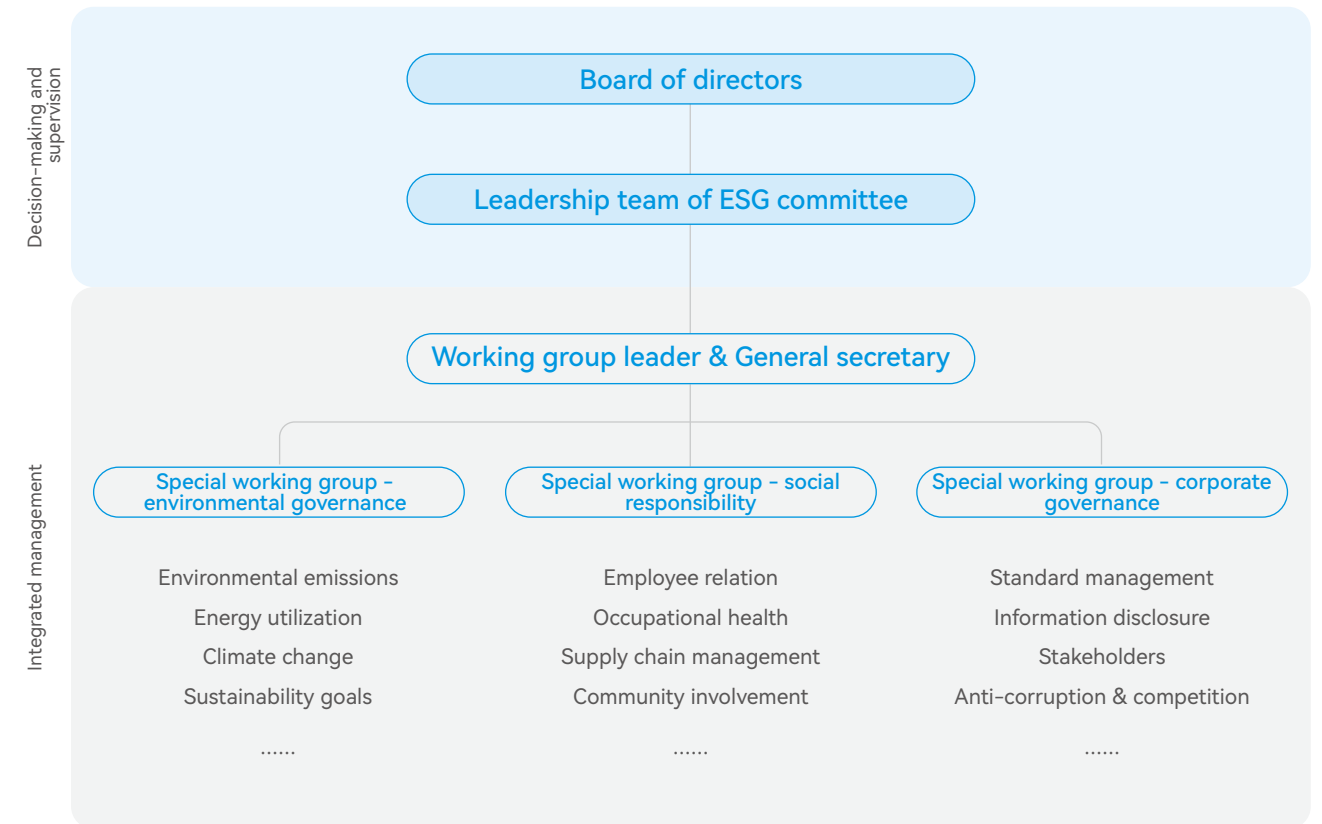 Decision-making and
supervision
Board of directors
Leadership team of ESG committee
Integrated management
Working group leader & General secretary
Special working group -
environmental governance
Environmental emissions
Energy utilization
Climate change
Sustainability goals
......
Special working group - social
responsibility
Employee relation
Occupational health
Supply chain management
Community involvement
......
Special working group - corporate
governance
Standard management
Information disclosure
Stakeholders
Anti-corruption & competition
......